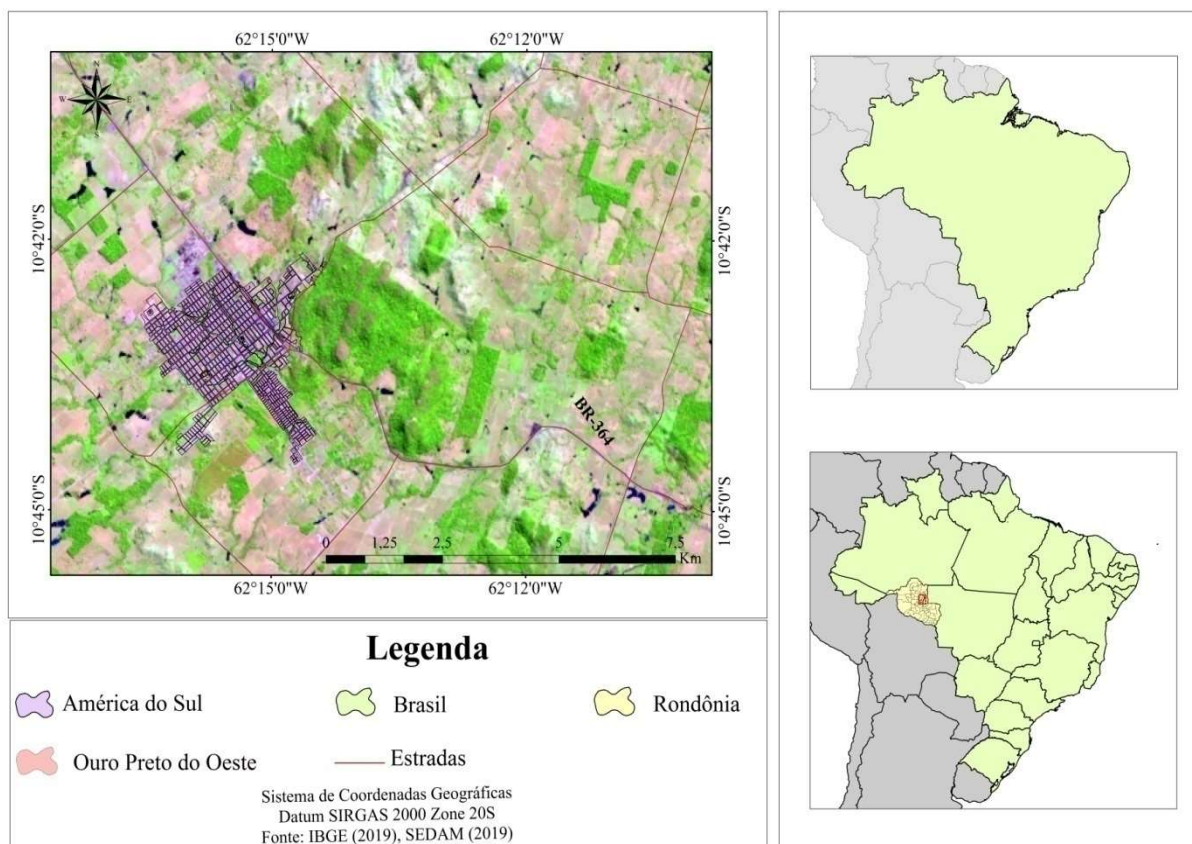 62°15'0"W 62°12'0"W
N
W E
S
10°42'0"S 10°42'0"S
BR-364
10°45'0"S 10°45'0"S
0 1,25 2,5 5 7,5
Km
62°15'0"W 62°12'0"W
Legenda
América do Sul Brasil Rondônia
Ouro Preto do Oeste Estradas
Sistema de Coordenadas Geográficas
Datum SIRGAS 2000 Zone 20S
Fonte: IBGE (2019), SEDAM (2019)